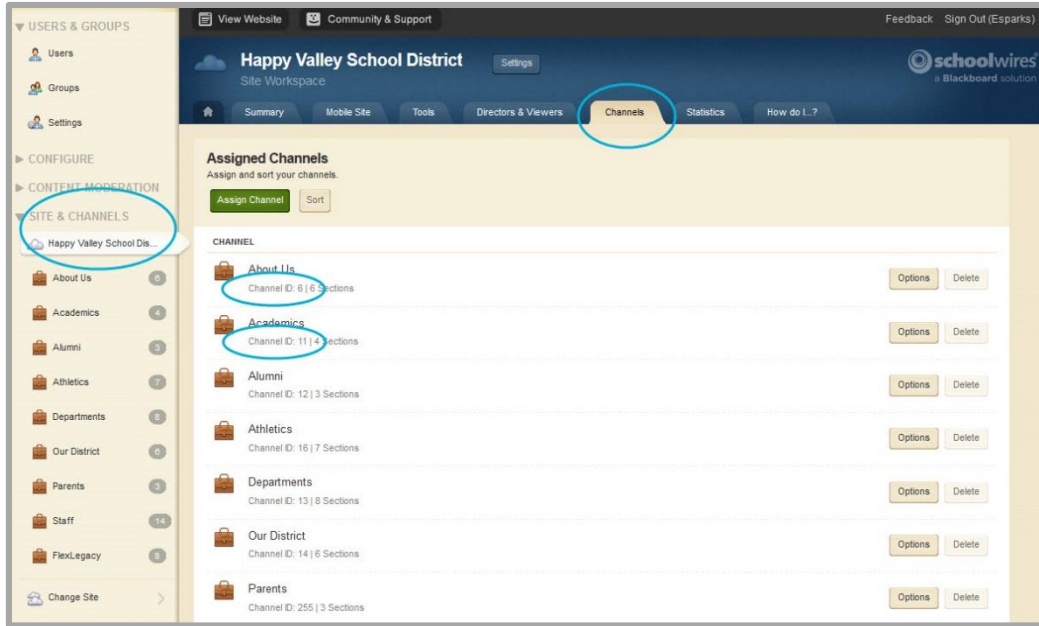 USERS & GROUPS
Users
Groups
Settings
CONFIGURE
CONTENT MODERATION
SITE & CHANNELS
Happy Valley School Dis...
About Us 6
Academics 4
Alumni 3
Athletics 7
Departments 8
Our District 6
Parents 3
Staff 14
FlexLegacy 8
Change Site
View Website Community & Support Feedback Sign Out (Esparks)
Happy Valley School District Settings
Site Workspace
schoolwires
a Blackboard solution
Summary Mobile Site Tools Directors & Viewers Channels Statistics How do I...?
Assigned Channels
Assign and sort your channels.
Assign Channel Sort
CHANNEL
About Us
Channel ID: 6 | 6 Sections
Options Delete
Academics
Channel ID: 11 | 4 Sections
Options Delete
Alumni
Channel ID: 12 | 3 Sections
Options Delete
Athletics
Channel ID: 16 | 7 Sections
Options Delete
Departments
Channel ID: 13 | 8 Sections
Options Delete
Our District
Channel ID: 14 | 6 Sections
Options Delete
Parents
Channel ID: 255 | 3 Sections
Options Delete